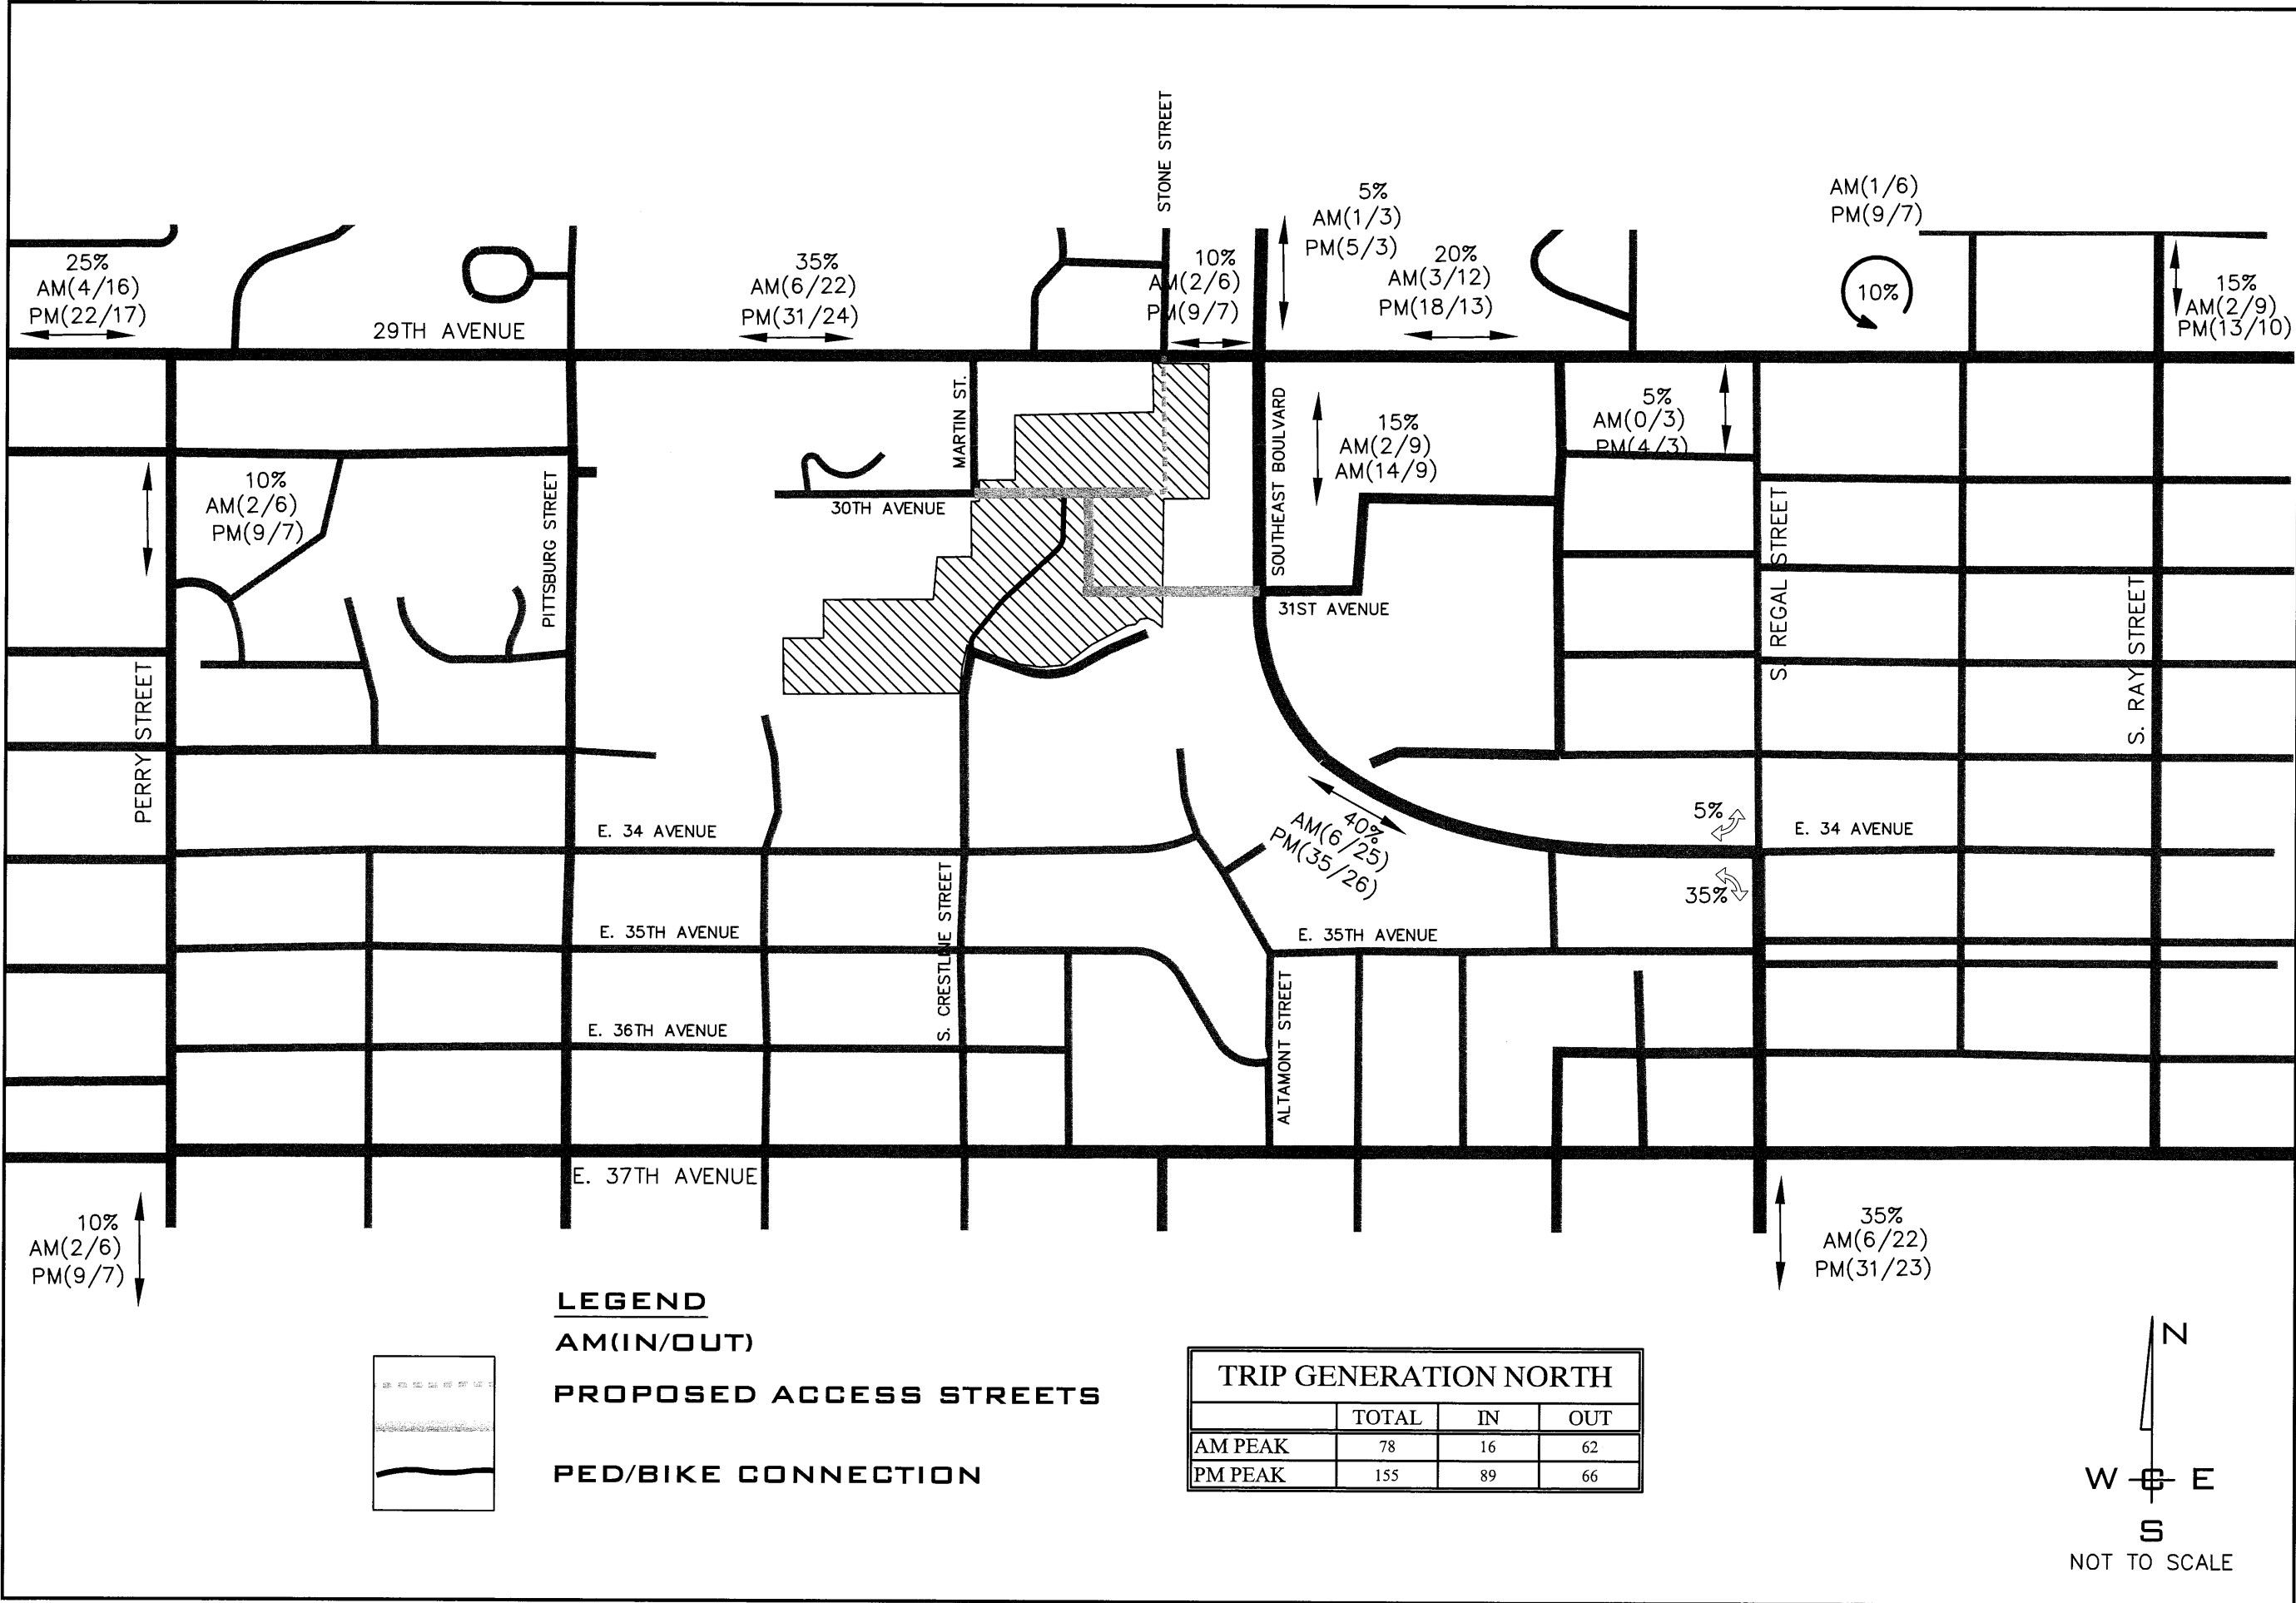 STONE STREET
5%
AM(1/3)
PM(5/3)
AM(1/6)
PM(9/7)
25%
AM(4/16)
PM(22/17)
29TH AVENUE
35%
AM(6/22)
PM(31/24)
10%
AM(2/6)
PM(9/7)
20%
AM(3/12)
PM(18/13)
10%
15%
AM(2/9)
PM(13/10)
MARTIN ST.
SOUTHEAST BOULVARD
15%
AM(2/9)
AM(14/9)
5%
AM(0/3)
PM(4/3)
10%
AM(2/6)
PM(9/7)
PITTSBURG STREET
30TH AVENUE
31ST AVENUE
S. REGAL STREET
S. RAY STREET
PERRY STREET
E. 34 AVENUE
40%
AM(6/25)
PM(35/26)
5%
E. 34 AVENUE
35%
S. CRESTLINE STREET
E. 35TH AVENUE
E. 35TH AVENUE
ALTAMONT STREET
E. 36TH AVENUE
E. 37TH AVENUE
10%
AM(2/6)
PM(9/7)
35%
AM(6/22)
PM(31/23)
LEGEND
AM(IN/OUT)
PROPOSED ACCESS STREETS
PED/BIKE CONNECTION
TRIP GENERATION NORTH
TOTAL IN OUT
AM PEAK 78 16 62
PM PEAK 155 89 66
N
W E
S
NOT TO SCALE